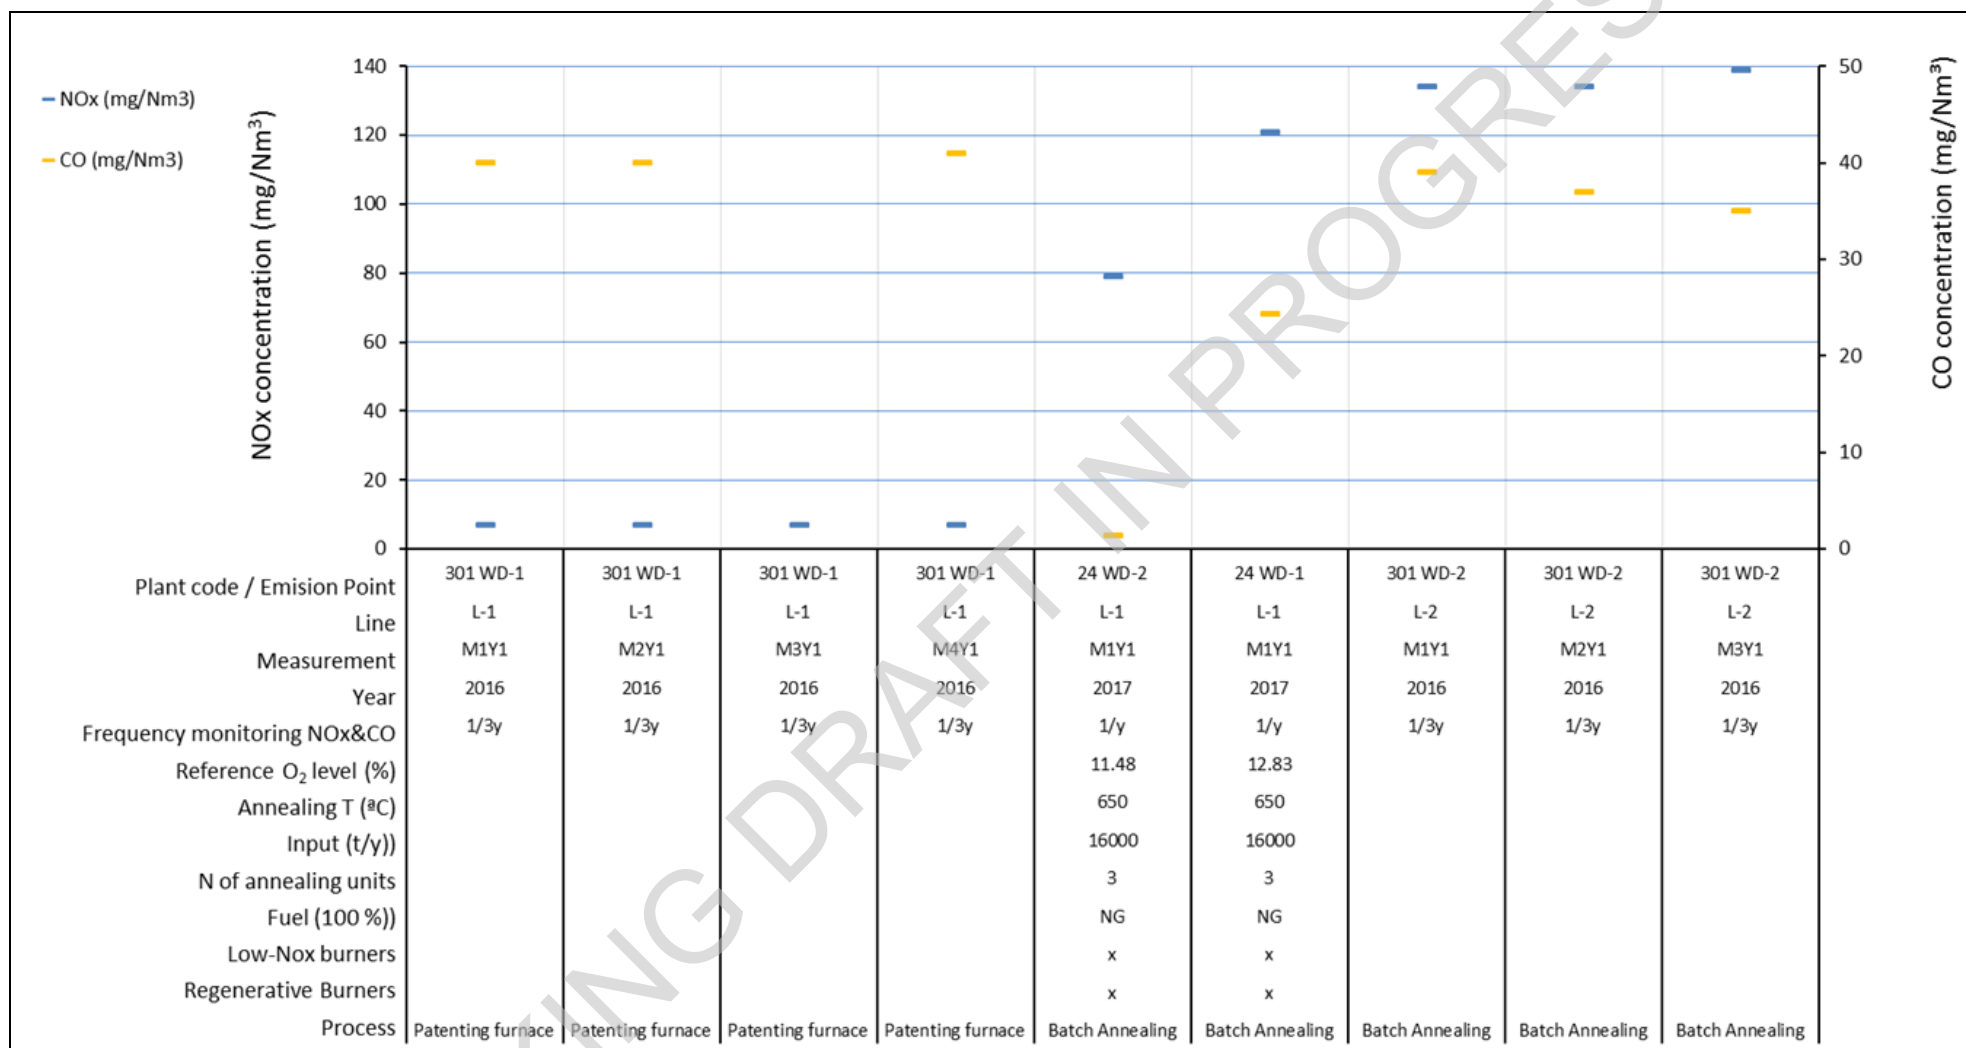 NOx (mg/Nm3)
CO (mg/Nm3)
NOx concentration (mg/Nm³)
140
120
100
80
60
40
20
0
CO concentration (mg/Nm³)
50
40
30
20
10
0
Plant code / Emision Point 301 WD-1 301 WD-1 301 WD-1 301 WD-1 24 WD-2 24 WD-1 301 WD-2 301 WD-2 301 WD-2
Line L-1 L-1 L-1 L-1 L-1 L-1 L-2 L-2 L-2
Measurement M1Y1 M2Y1 M3Y1 M4Y1 M1Y1 M1Y1 M1Y1 M2Y1 M3Y1
Year 2016 2016 2016 2016 2017 2017 2016 2016 2016
Frequency monitoring NOx&CO 1/3y 1/3y 1/3y 1/3y 1/y 1/y 1/3y 1/3y 1/3y
Reference O₂ level (%) 11.48 12.83
Annealing T (ªC) 650 650
Input (t/y)) 16000 16000
N of annealing units 3 3
Fuel (100 %)) NG NG
Low-Nox burners x x
Regenerative Burners x x
Process Patenting furnace Patenting furnace Patenting furnace Patenting furnace Batch Annealing Batch Annealing Batch Annealing Batch Annealing Batch Annealing
KING DRAFT IN PROGRES